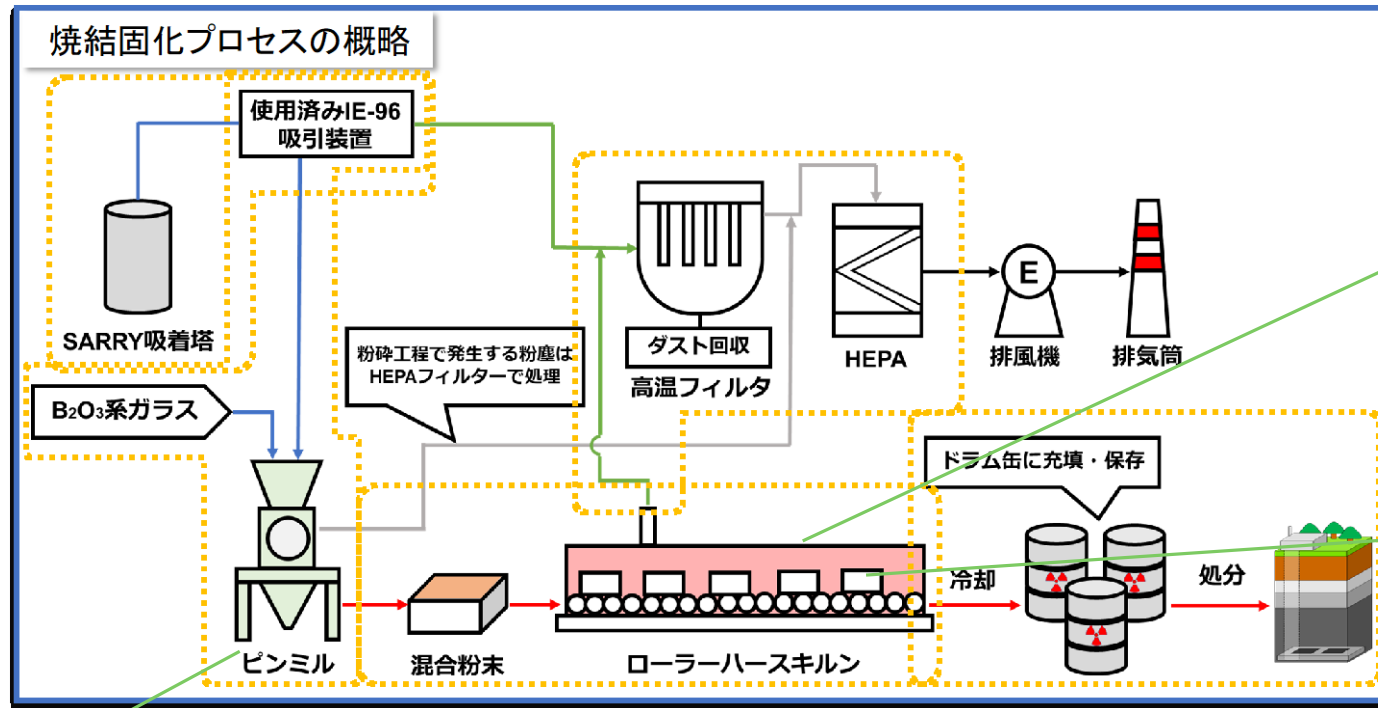 焼結固化プロセスの概略
使用済みIE-96
吸引装置
SARRY吸着塔
粉砕工程で発生する粉塵は
HEPAフィルターで処理
ダスト回収
高温フィルタ
HEPA
E
排風機
排気筒
B₂O₃系ガラス
ドラム缶に充填・保存
冷却
処分
ピンミル
混合粉末
ローラーハースキルン